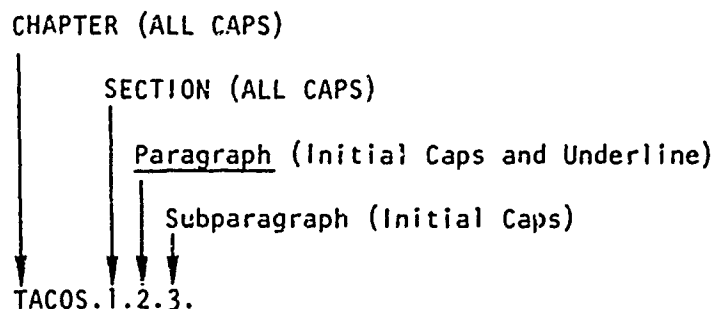 CHAPTER (ALL CAPS)
SECTION (ALL CAPS)
Paragraph (Initial Caps and Underline)
Subparagraph (Initial Caps)
TACOS.1.2.3.